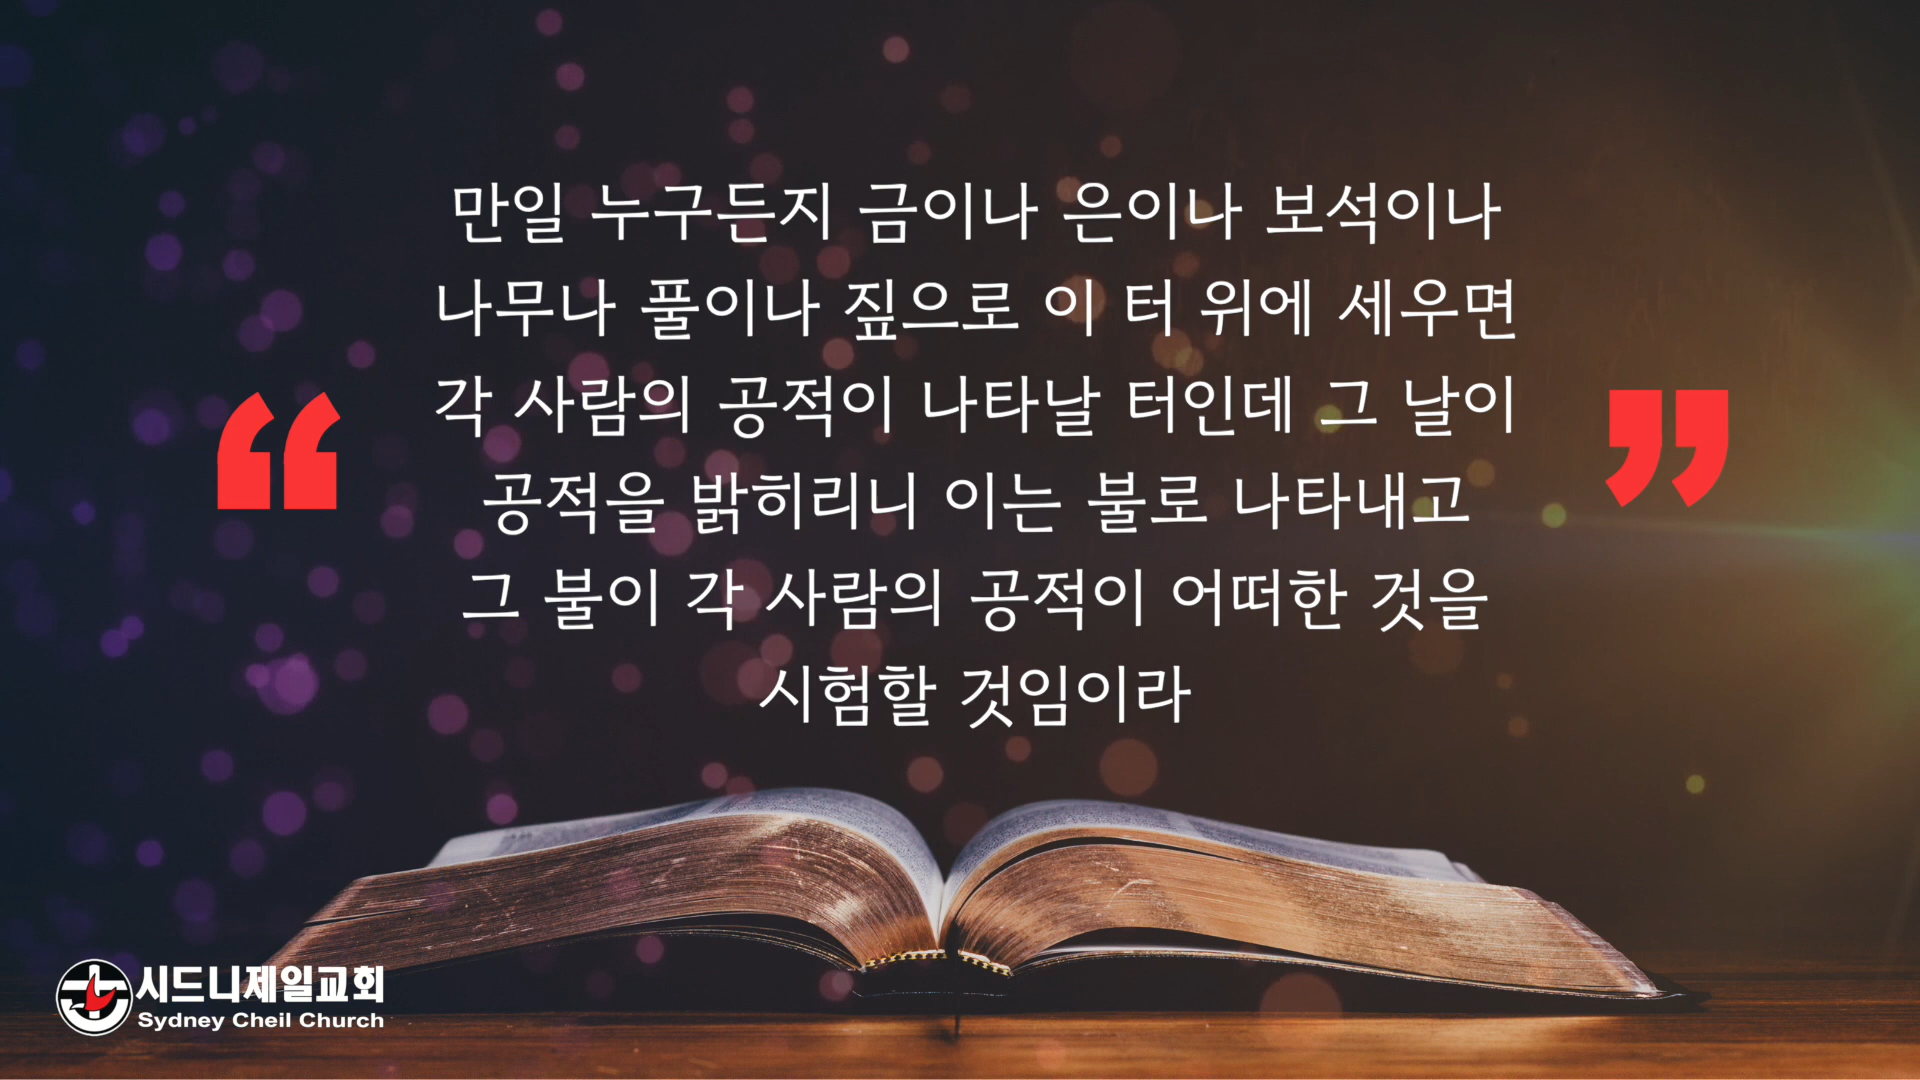 만일 누구든지 금이나 은이나 보석이나
나무나 풀이나 짚으로 이 터 위에 세우면
각 사람의 공적이 나타날 터인데 그 날이
공적을 밝히리니 이는 불로 나타내고
그 불이 각 사람의 공적이 어떠한 것을
시험할 것임이라
“ ”
시드니제일교회
Sydney Cheil Church